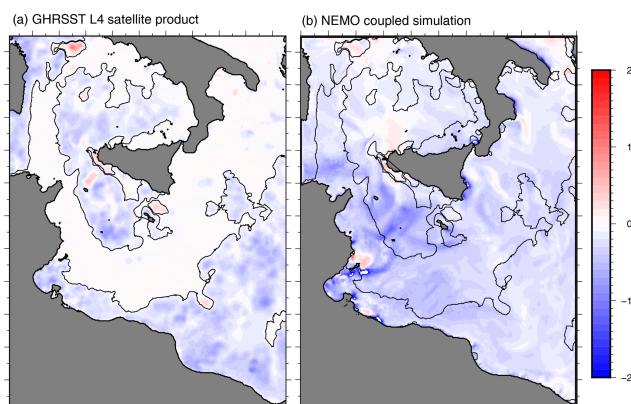 (a) GHRSST L4 satellite product
(b) NEMO coupled simulation
2
1
0
−1
−2